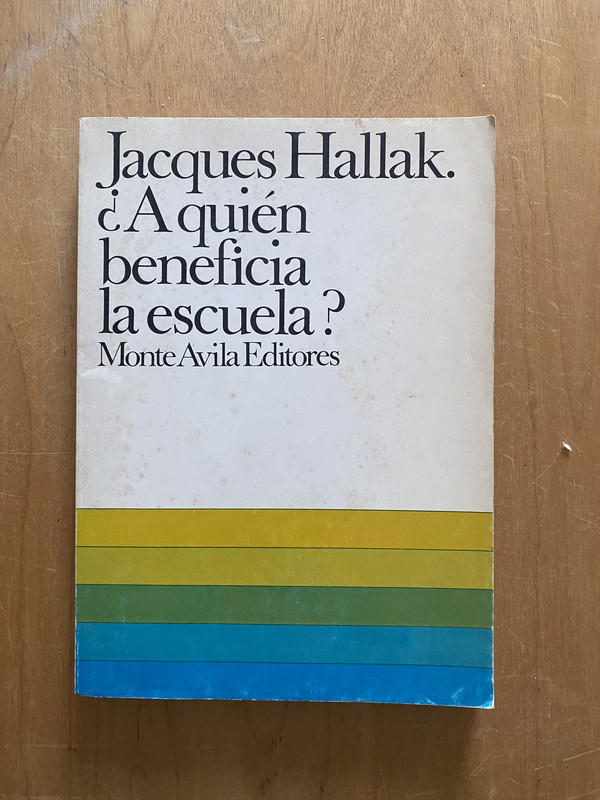 Jacques Hallak.
¿A quién
beneficia
la escuela?
Monte Avila Editores